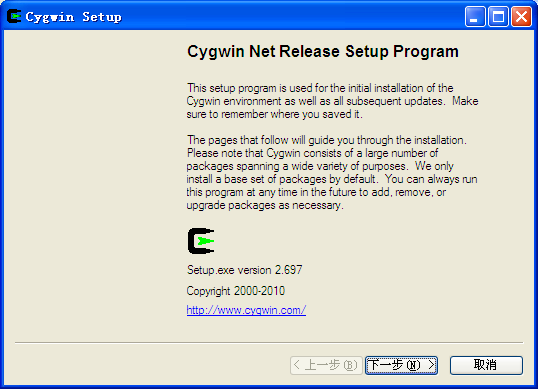 Cygwin Setup
Cygwin Net Release Setup Program
This setup program is used for the initial installation of the
Cygwin environment as well as all subsequent updates.  Make
sure to remember where you saved it.
The pages that follow will guide you through the installation.
Please note that Cygwin consists of a large number of
packages spanning a wide variety of purposes.  We only
install a base set of packages by default.  You can always run
this program at any time in the future to add, remove, or
upgrade packages as necessary.
Setup.exe version 2.697
Copyright 2000-2010
http://www.cygwin.com/
< 上一步 (B) 下一步 (N) > 取消